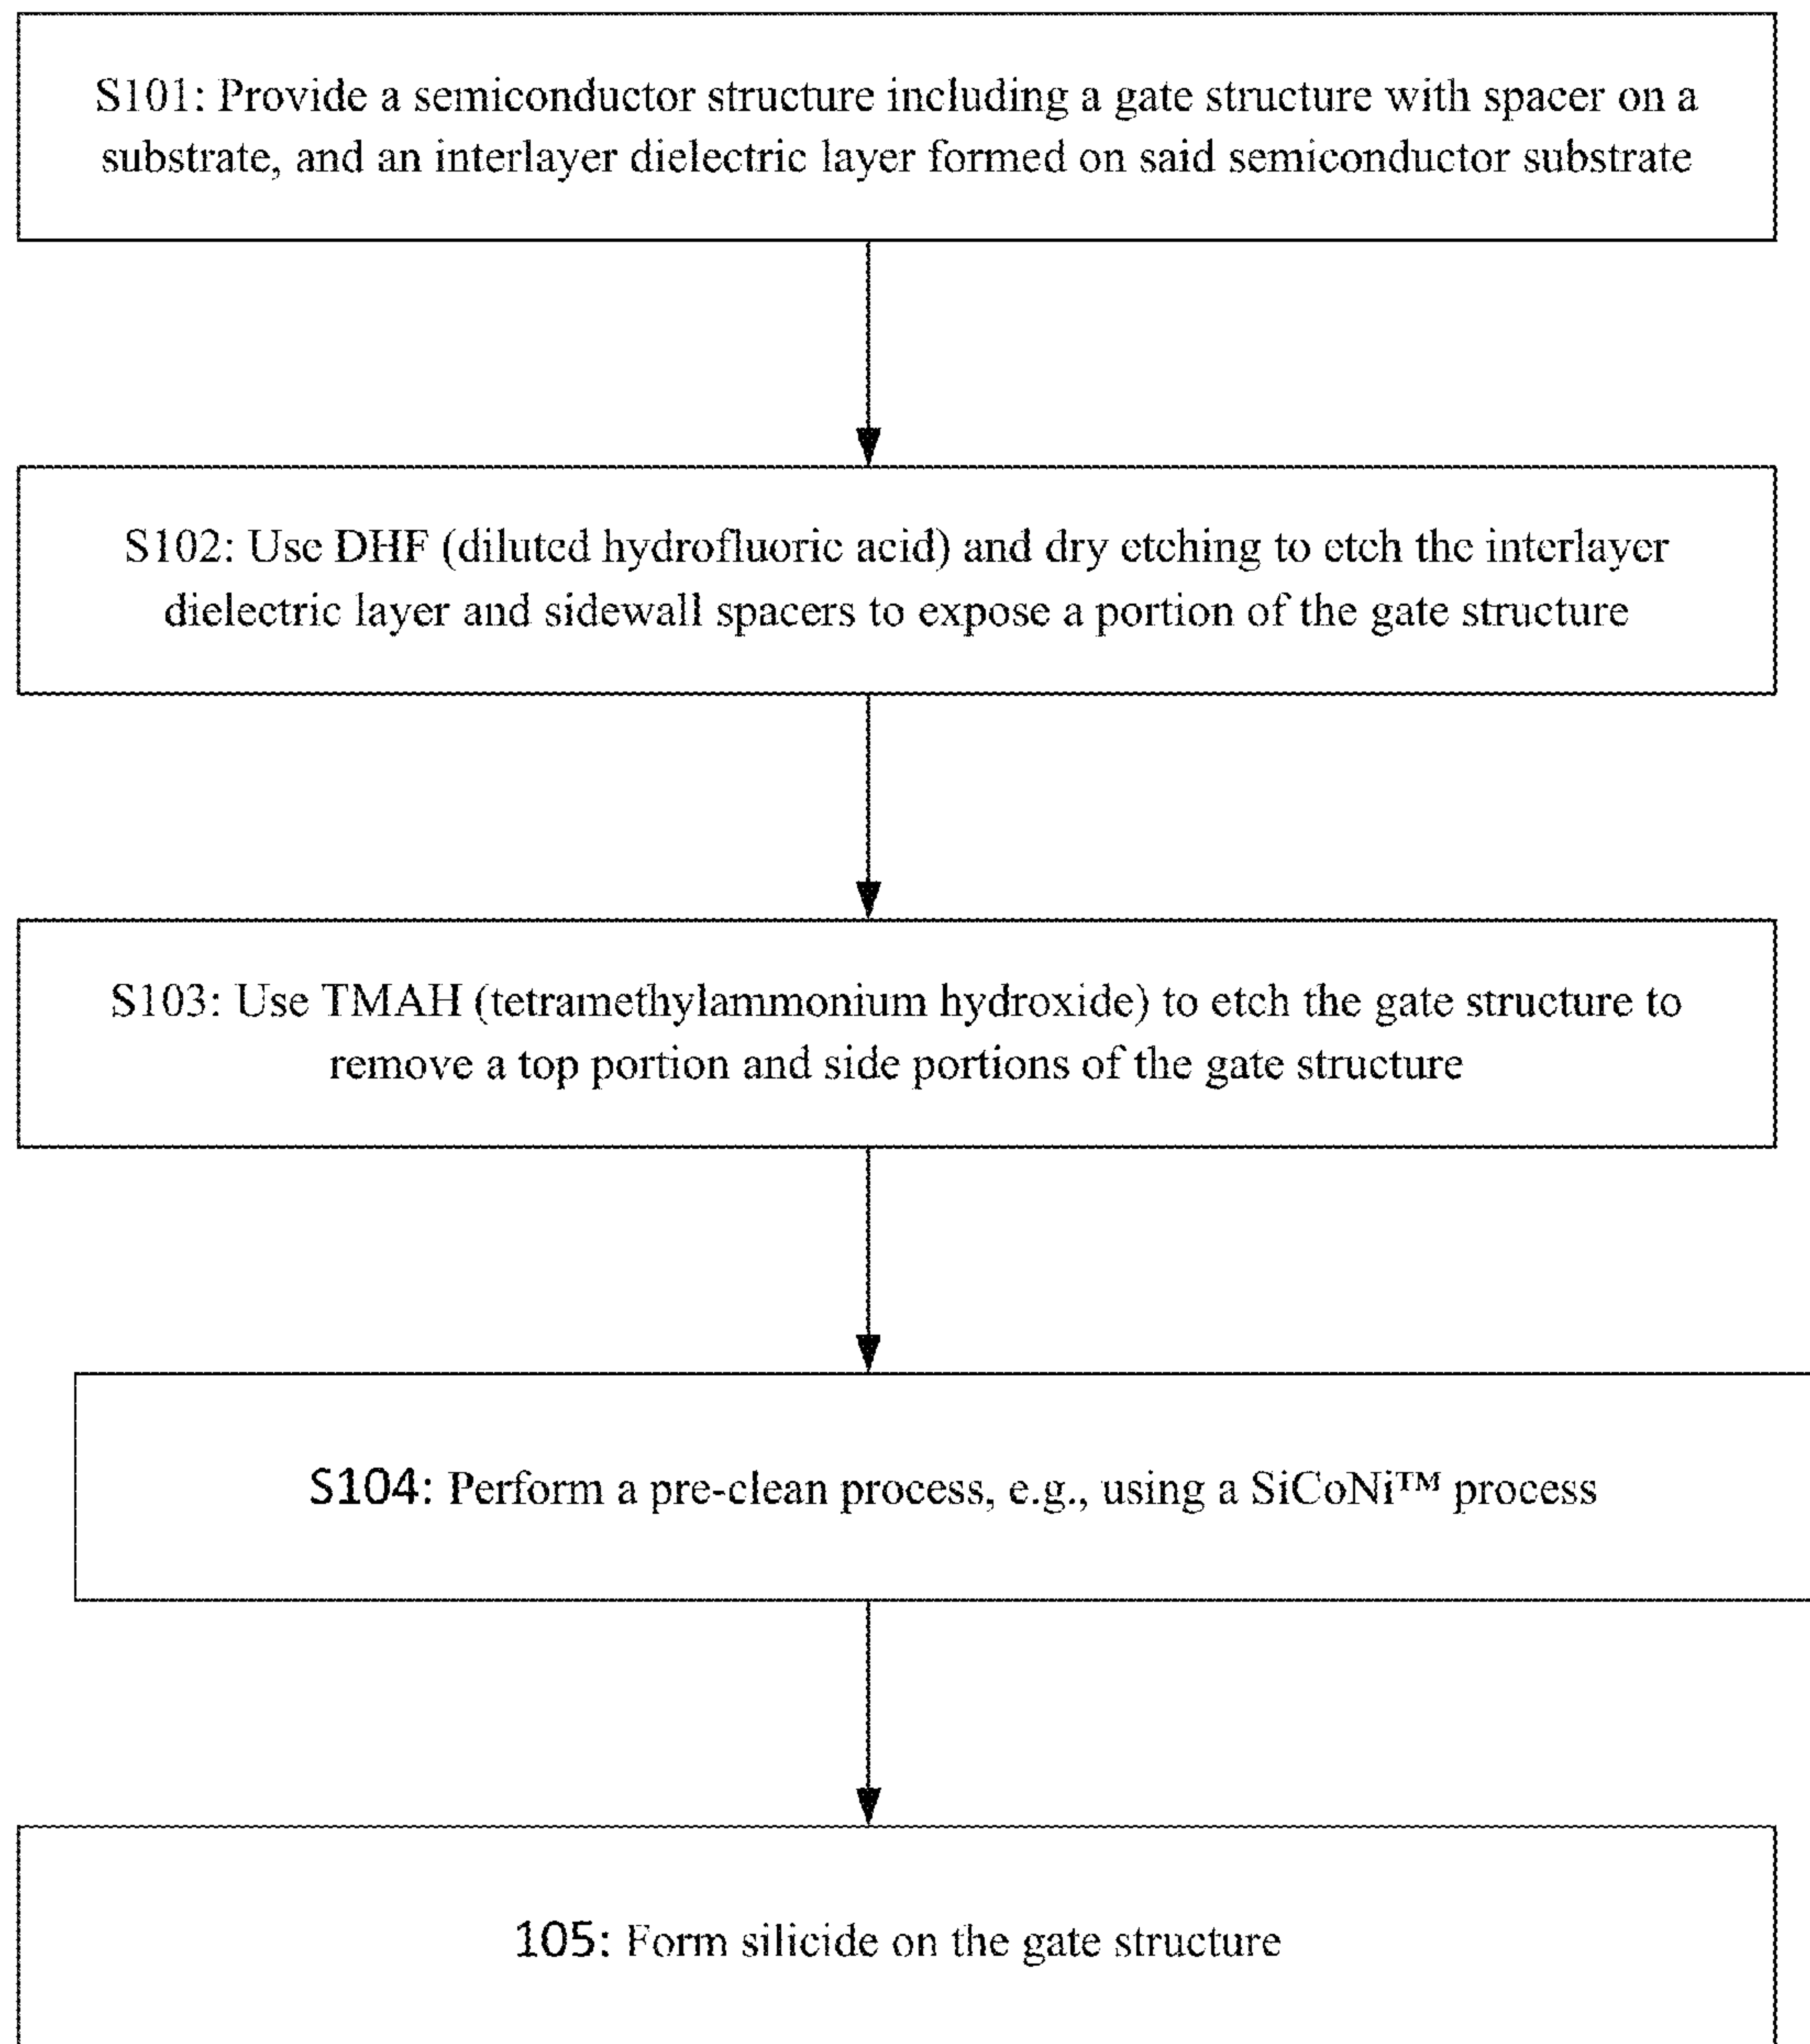 S101: Provide a semiconductor structure including a gate structure with spacer on a
substrate, and an interlayer dielectric layer formed on said semiconductor substrate
S102: Use DHF (diluted hydrofluoric acid) and dry etching to etch the interlayer
dielectric layer and sidewall spacers to expose a portion of the gate structure
S103: Use TMAH (tetramethylammonium hydroxide) to etch the gate structure to
remove a top portion and side portions of the gate structure
S104: Perform a pre-clean process, e.g., using a SiCoNi™ process
105: Form silicide on the gate structure